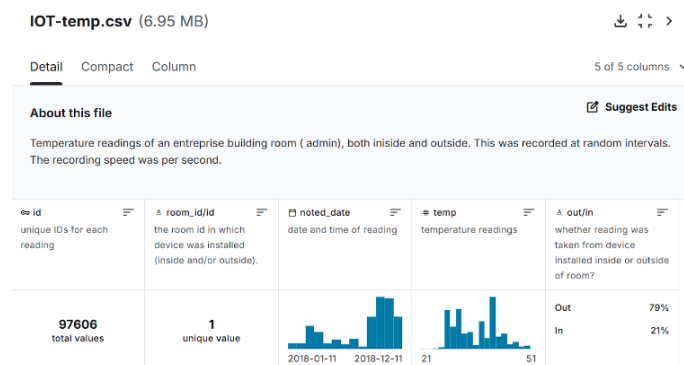 IOT-temp.csv (6.95 MB)
Detail Compact Column 5 of 5 columns
About this file
Suggest Edits
Temperature readings of an entreprise building room ( admin), both iniside and outside. This was recorded at random intervals.
The recording speed was per second.
id
unique IDs for each
reading
room_id/id
the room id in which
device was installed
(inside and/or outside).
noted_date
date and time of reading
temp
temperature readings
out/in
whether reading was
taken from device
installed inside or outside
of room?
97606
total values
1
unique value
2018-01-11 2018-12-11
21 51
Out 79%
In 21%